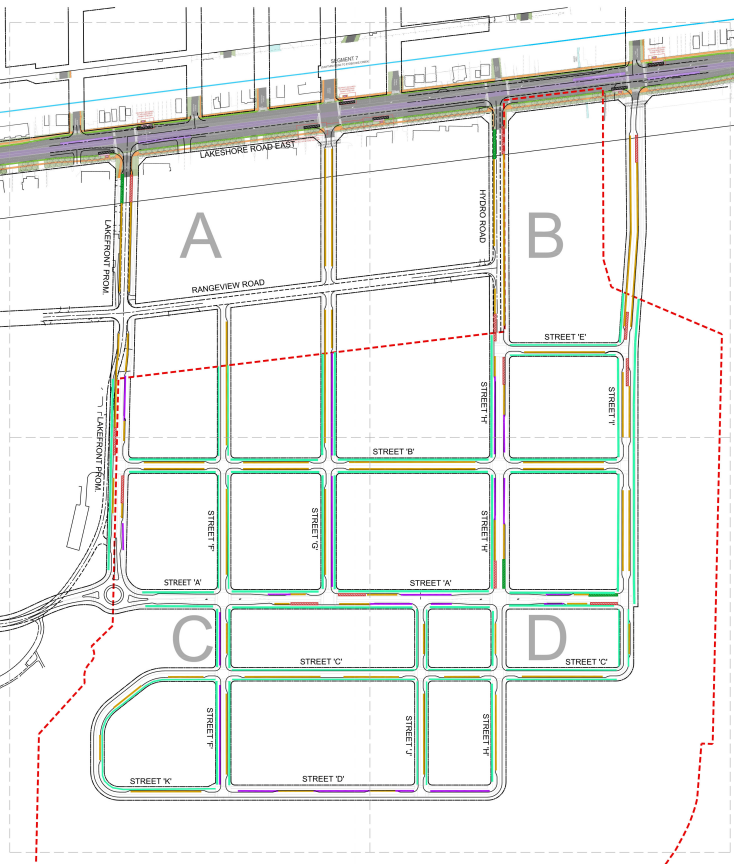 SEGMENT 7
LAKESHORE ROAD EAST
A
B
LAKEFRONT PROM.
HYDRO ROAD
RANGEVIEW ROAD
STREET 'E'
STREET 'H'
STREET 'I'
LAKEFRONT PROM.
STREET 'B'
STREET 'F'
STREET 'G'
STREET 'H'
STREET 'A'
STREET 'A'
C
D
STREET 'C'
STREET 'C'
STREET 'F'
STREET 'J'
STREET 'H'
STREET 'K'
STREET 'D'